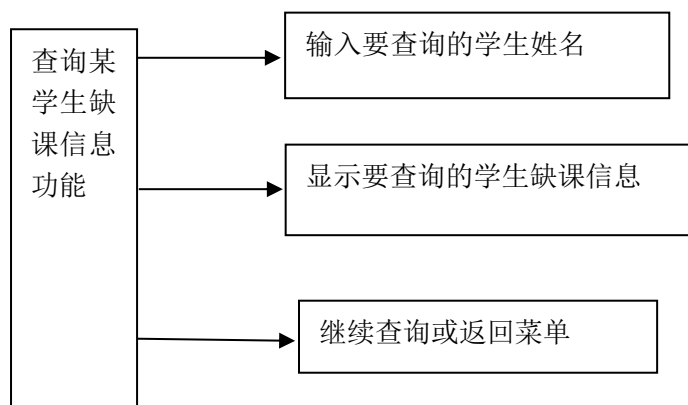 查询某
学生缺
课信息
功能
输入要查询的学生姓名
显示要查询的学生缺课信息
继续查询或返回菜单